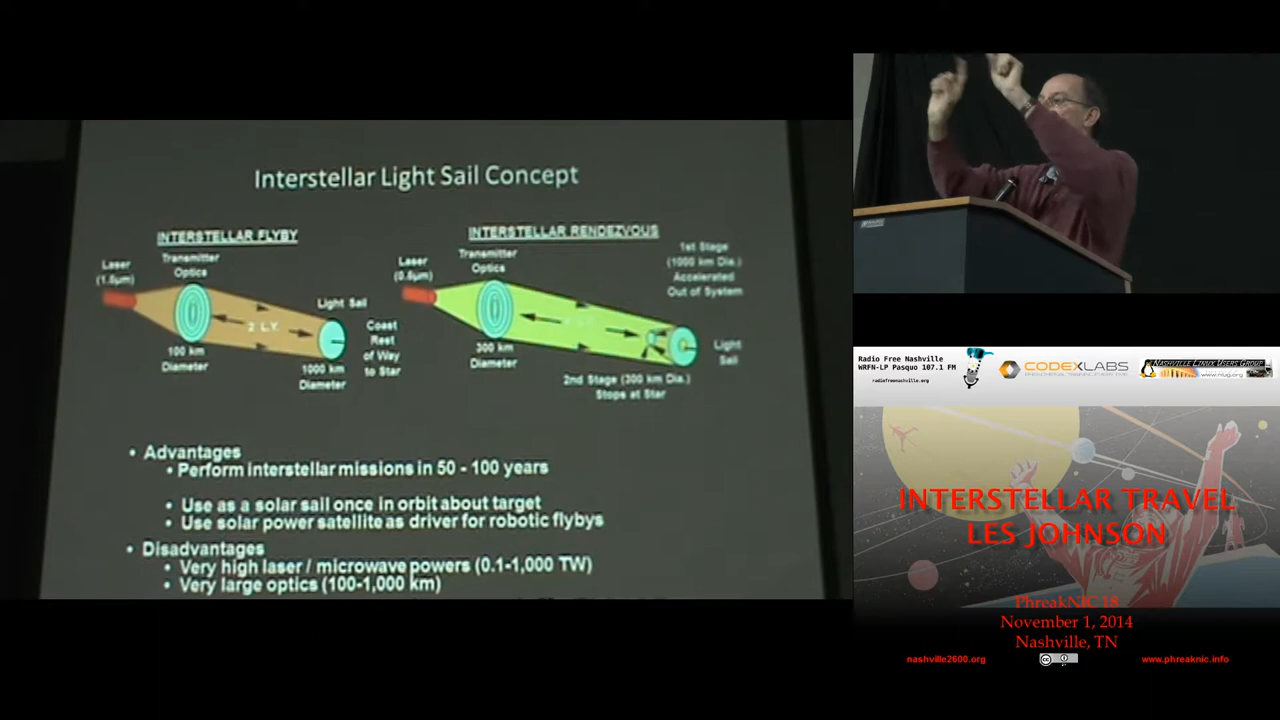 Interstellar Light Sail Concept
INTERSTELLAR FLYBY
Laser
Transmitter
Optics
2 L.Y.
Light Sail
100 km
Diameter
1000 km
Diameter
Coast
Rest
of Way
to Star
INTERSTELLAR RENDEZVOUS
Laser
Transmitter
Optics
300 km
Diameter
1st Stage
(1000 km Dia.)
Accelerated
Out of System
Light
Sail
2nd Stage (300 km Dia.)
Stops at Star
• Advantages
• Perform interstellar missions in 50 - 100 years
• Use as a solar sail once in orbit about target
• Use solar power satellite as driver for robotic flybys
• Disadvantages
• Very high laser / microwave powers (0.1-1,000 TW)
• Very large optics (100-1,000 km)
Radio Free Nashville
WRFN-LP Pasquo 107.1 FM
radiofreenashville.org
CODEXLABS
NASHVILLE LINUX USERS GROUP
www.nlug.org
INTERSTELLAR TRAVEL
LES JOHNSON
PhreakNIC 18
November 1, 2014
Nashville, TN
nashville2600.org
www.phreaknic.info